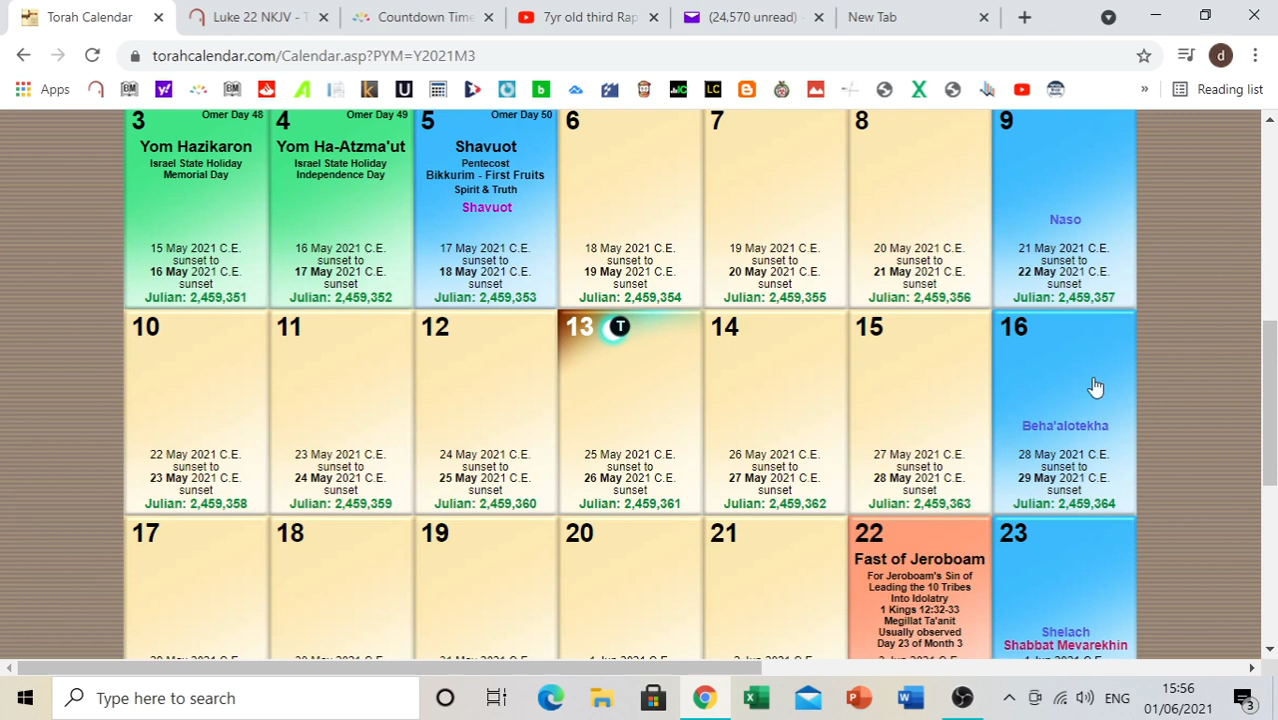 Torah Calendar
Luke 22 NKJV - T
Countdown Time
7yr old third Rap
(24,570 unread)
New Tab
torahcalendar.com/Calendar.asp?PYM=Y2021M3
d
Apps
BM
BM
k
U
b
IC
LC
X
»
Reading list
3 Omer Day 48
Yom Hazikaron
Israel State Holiday
Memorial Day
15 May 2021 C.E.
sunset to
16 May 2021 C.E.
sunset
Julian: 2,459,351
4 Omer Day 49
Yom Ha-Atzma'ut
Israel State Holiday
Independence Day
16 May 2021 C.E.
sunset to
17 May 2021 C.E.
sunset
Julian: 2,459,352
5 Omer Day 50
Shavuot
Pentecost
Bikkurim - First Fruits
Spirit & Truth
Shavuot
17 May 2021 C.E.
sunset to
18 May 2021 C.E.
sunset
Julian: 2,459,353
6
18 May 2021 C.E.
sunset to
19 May 2021 C.E.
sunset
Julian: 2,459,354
7
19 May 2021 C.E.
sunset to
20 May 2021 C.E.
sunset
Julian: 2,459,355
8
20 May 2021 C.E.
sunset to
21 May 2021 C.E.
sunset
Julian: 2,459,356
9
Naso
21 May 2021 C.E.
sunset to
22 May 2021 C.E.
sunset
Julian: 2,459,357
10
22 May 2021 C.E.
sunset to
23 May 2021 C.E.
sunset
Julian: 2,459,358
11
23 May 2021 C.E.
sunset to
24 May 2021 C.E.
sunset
Julian: 2,459,359
12
24 May 2021 C.E.
sunset to
25 May 2021 C.E.
sunset
Julian: 2,459,360
13 T
25 May 2021 C.E.
sunset to
26 May 2021 C.E.
sunset
Julian: 2,459,361
14
26 May 2021 C.E.
sunset to
27 May 2021 C.E.
sunset
Julian: 2,459,362
15
27 May 2021 C.E.
sunset to
28 May 2021 C.E.
sunset
Julian: 2,459,363
16
Beha'alotekha
28 May 2021 C.E.
sunset to
29 May 2021 C.E.
sunset
Julian: 2,459,364
17
18
19
20
21
22
Fast of Jeroboam
For Jeroboam's Sin of
Leading the 10 Tribes
Into Idolatry
1 Kings 12:32-33
Megillat Ta'anit
Usually observed
Day 23 of Month 3
23
Shelach
Shabbat Mevarekhin
Type here to search
ENG
15:56
01/06/2021
3